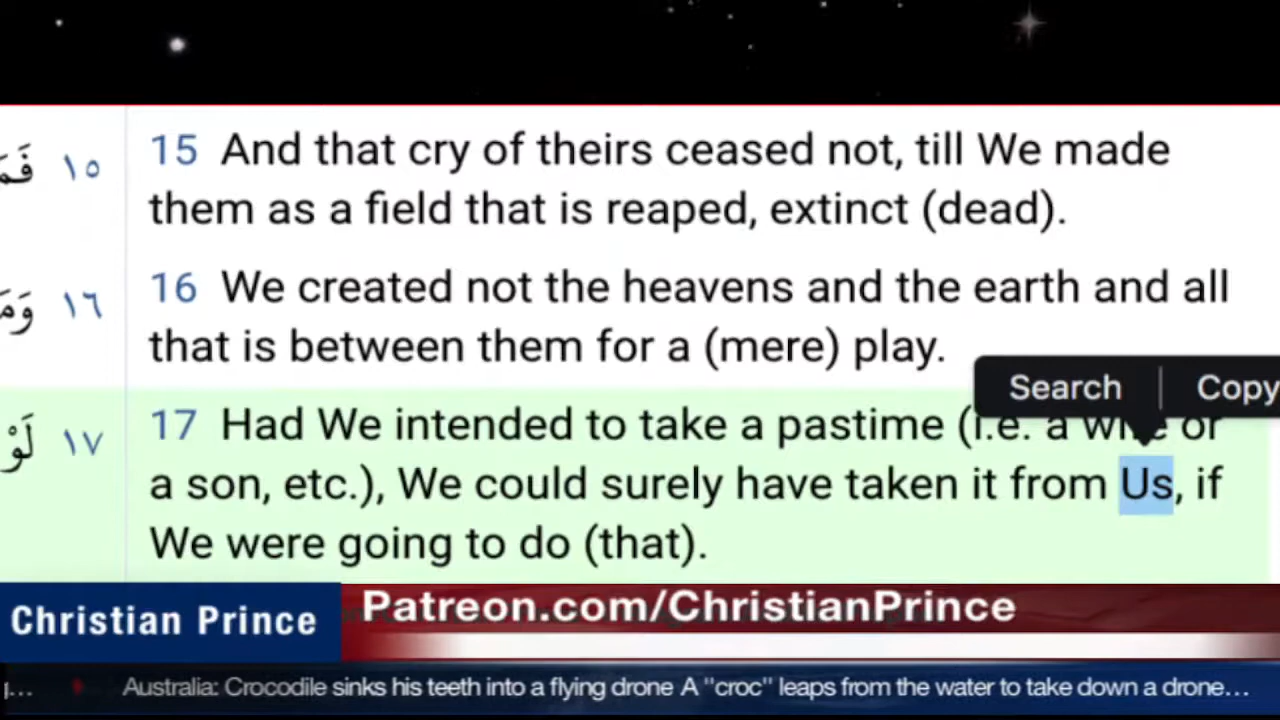 فَمَ ١٥ 15 And that cry of theirs ceased not, till We made
them as a field that is reaped, extinct (dead).
وَمَ ١٦ 16 We created not the heavens and the earth and all
that is between them for a (mere) play.
Search Copy
لَوْ ١٧ 17 Had We intended to take a pastime (i.e. a wife or
a son, etc.), We could surely have taken it from Us, if
We were going to do (that).
Christian Prince Patreon.com/ChristianPrince
Australia: Crocodile sinks his teeth into a flying drone A "croc" leaps from the water to take down a drone...